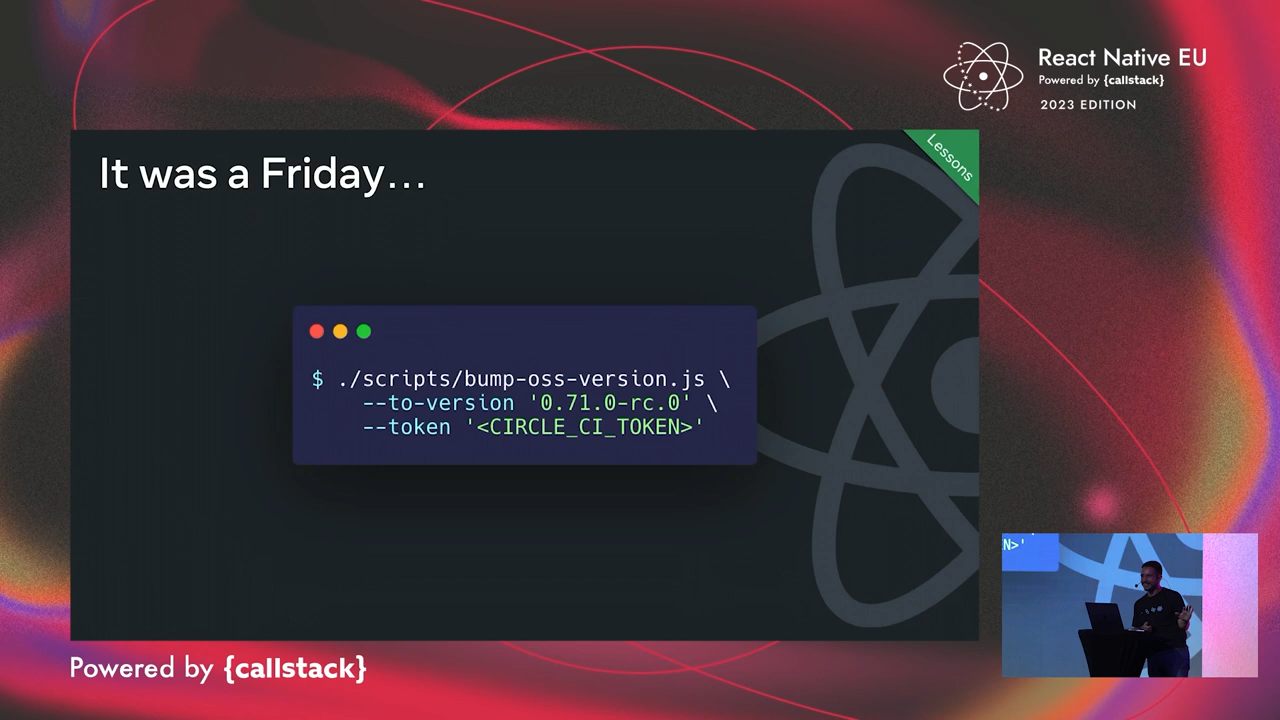 React Native EU
Powered by {callstack}
2023 EDITION
It was a Friday...
Lessons
$ ./scripts/bump-oss-version.js \
--to-version '0.71.0-rc.0' \
--token '<CIRCLE_CI_TOKEN>'
N>'
Powered by {callstack}